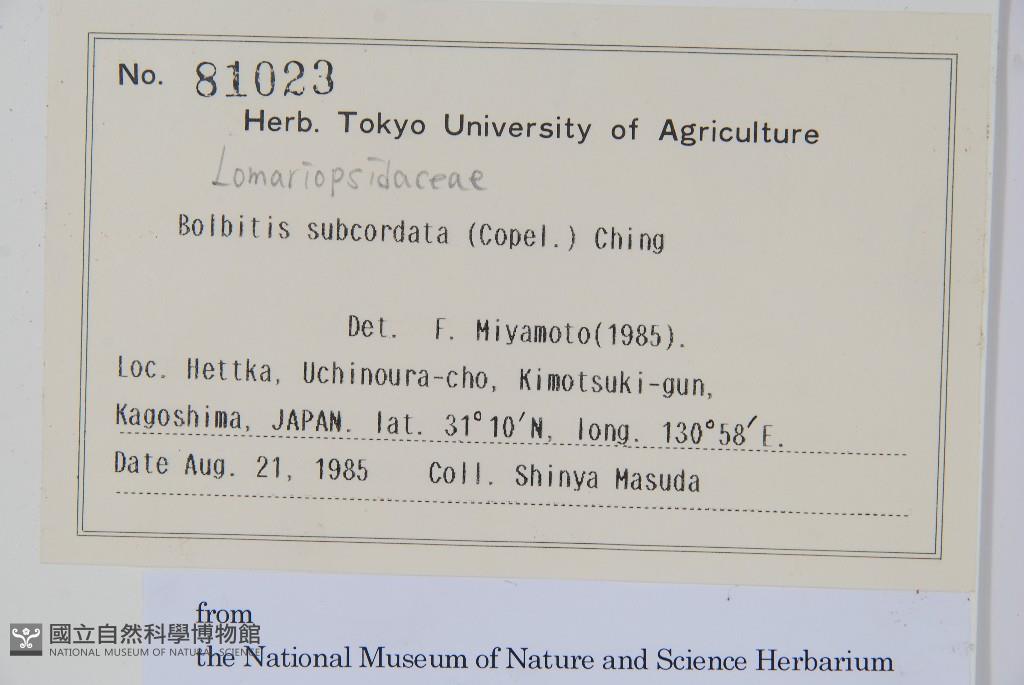 No. 81023
Herb. Tokyo University of Agriculture
Lomariopsidaceae
Bolbitis subcordata (Copel.) Ching
Det. F. Miyamoto(1985).
Loc. Hettka, Uchinoura-cho, Kimotsuki-gun,
Kagoshima, JAPAN. lat. 31°10′N, long. 130°58′E.
Date Aug. 21, 1985 Coll. Shinya Masuda
from
the National Museum of Nature and Science Herbarium
國立自然科學博物館
NATIONAL MUSEUM OF NATURAL SCIENCE